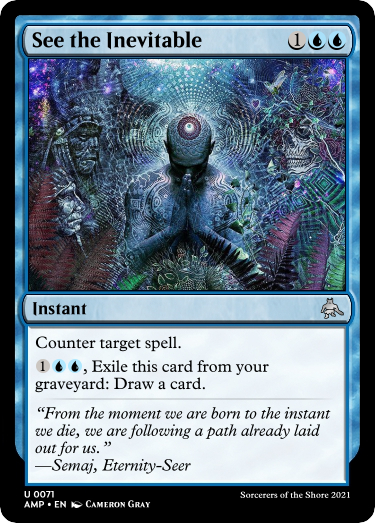 See the Inevitable 1
Instant
Counter target spell.
1, Exile this card from your
graveyard: Draw a card.
“From the moment we are born to the instant
we die, we are following a path already laid
out for us.”
—Semaj, Eternity-Seer
U 0071
AMP • EN Cameron Gray
Sorcerers of the Shore 2021